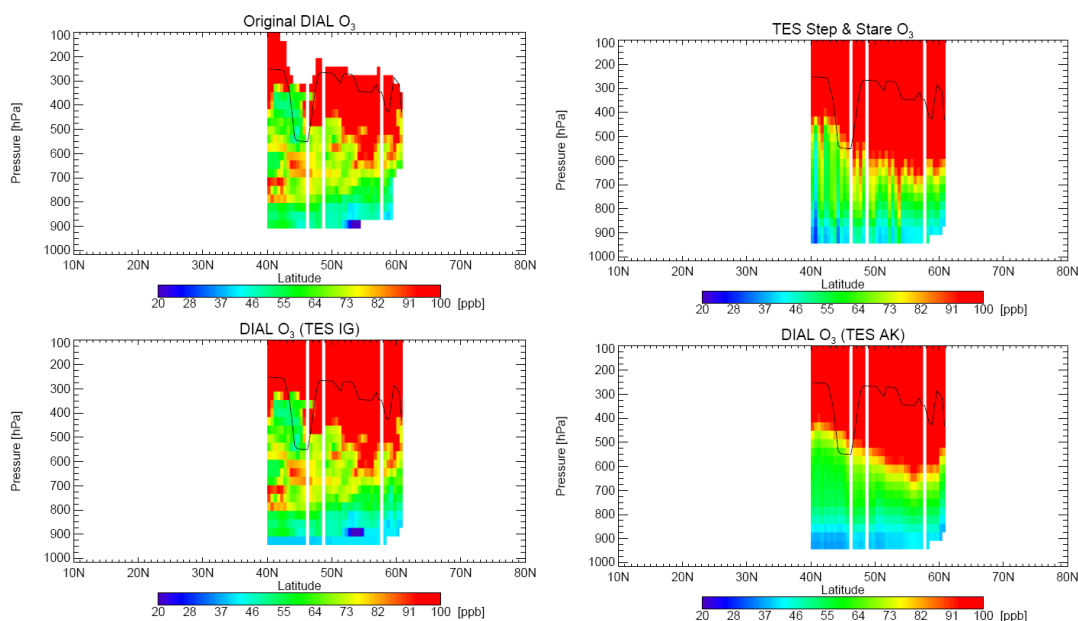 Original DIAL O3
100
200
300
400
500
600
700
800
900
1000
Pressure [hPa]
10N 20N 30N 40N 50N 60N 70N 80N
Latitude
20 28 37 46 55 64 73 82 91 100 [ppb]
TES Step & Stare O3
100
200
300
400
500
600
700
800
900
1000
Pressure [hPa]
10N 20N 30N 40N 50N 60N 70N 80N
Latitude
20 28 37 46 55 64 73 82 91 100 [ppb]
DIAL O3 (TES IG)
100
200
300
400
500
600
700
800
900
1000
Pressure [hPa]
10N 20N 30N 40N 50N 60N 70N 80N
Latitude
20 28 37 46 55 64 73 82 91 100 [ppb]
DIAL O3 (TES AK)
100
200
300
400
500
600
700
800
900
1000
Pressure [hPa]
10N 20N 30N 40N 50N 60N 70N 80N
Latitude
20 28 37 46 55 64 73 82 91 100 [ppb]